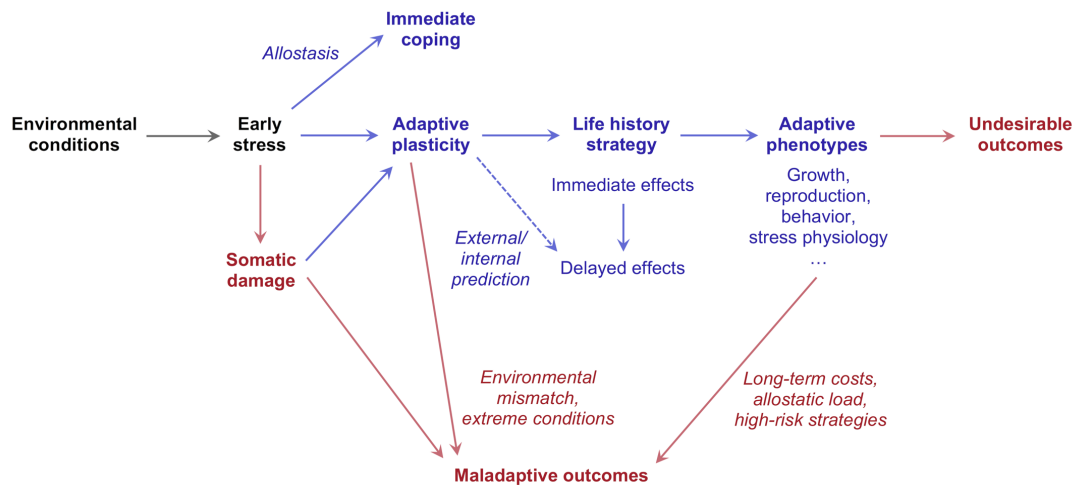 Immediate
coping
Allostasis
Environmental
conditions
Early
stress
Adaptive
plasticity
Life history
strategy
Adaptive
phenotypes
Undesirable
outcomes
Immediate effects
Growth,
reproduction,
behavior,
stress physiology
…
Somatic
damage
External/
internal
prediction
Delayed effects
Environmental
mismatch,
extreme conditions
Long-term costs,
allostatic load,
high-risk strategies
Maladaptive outcomes